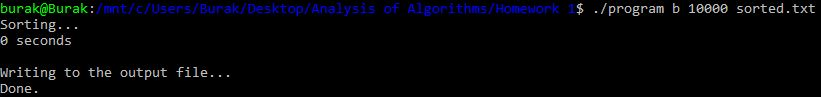 burak@Burak:/mnt/c/Users/Burak/Desktop/Analysis of Algorithms/Homework 1$ ./program b 10000 sorted.txt
Sorting...
0 seconds
Writing to the output file...
Done.